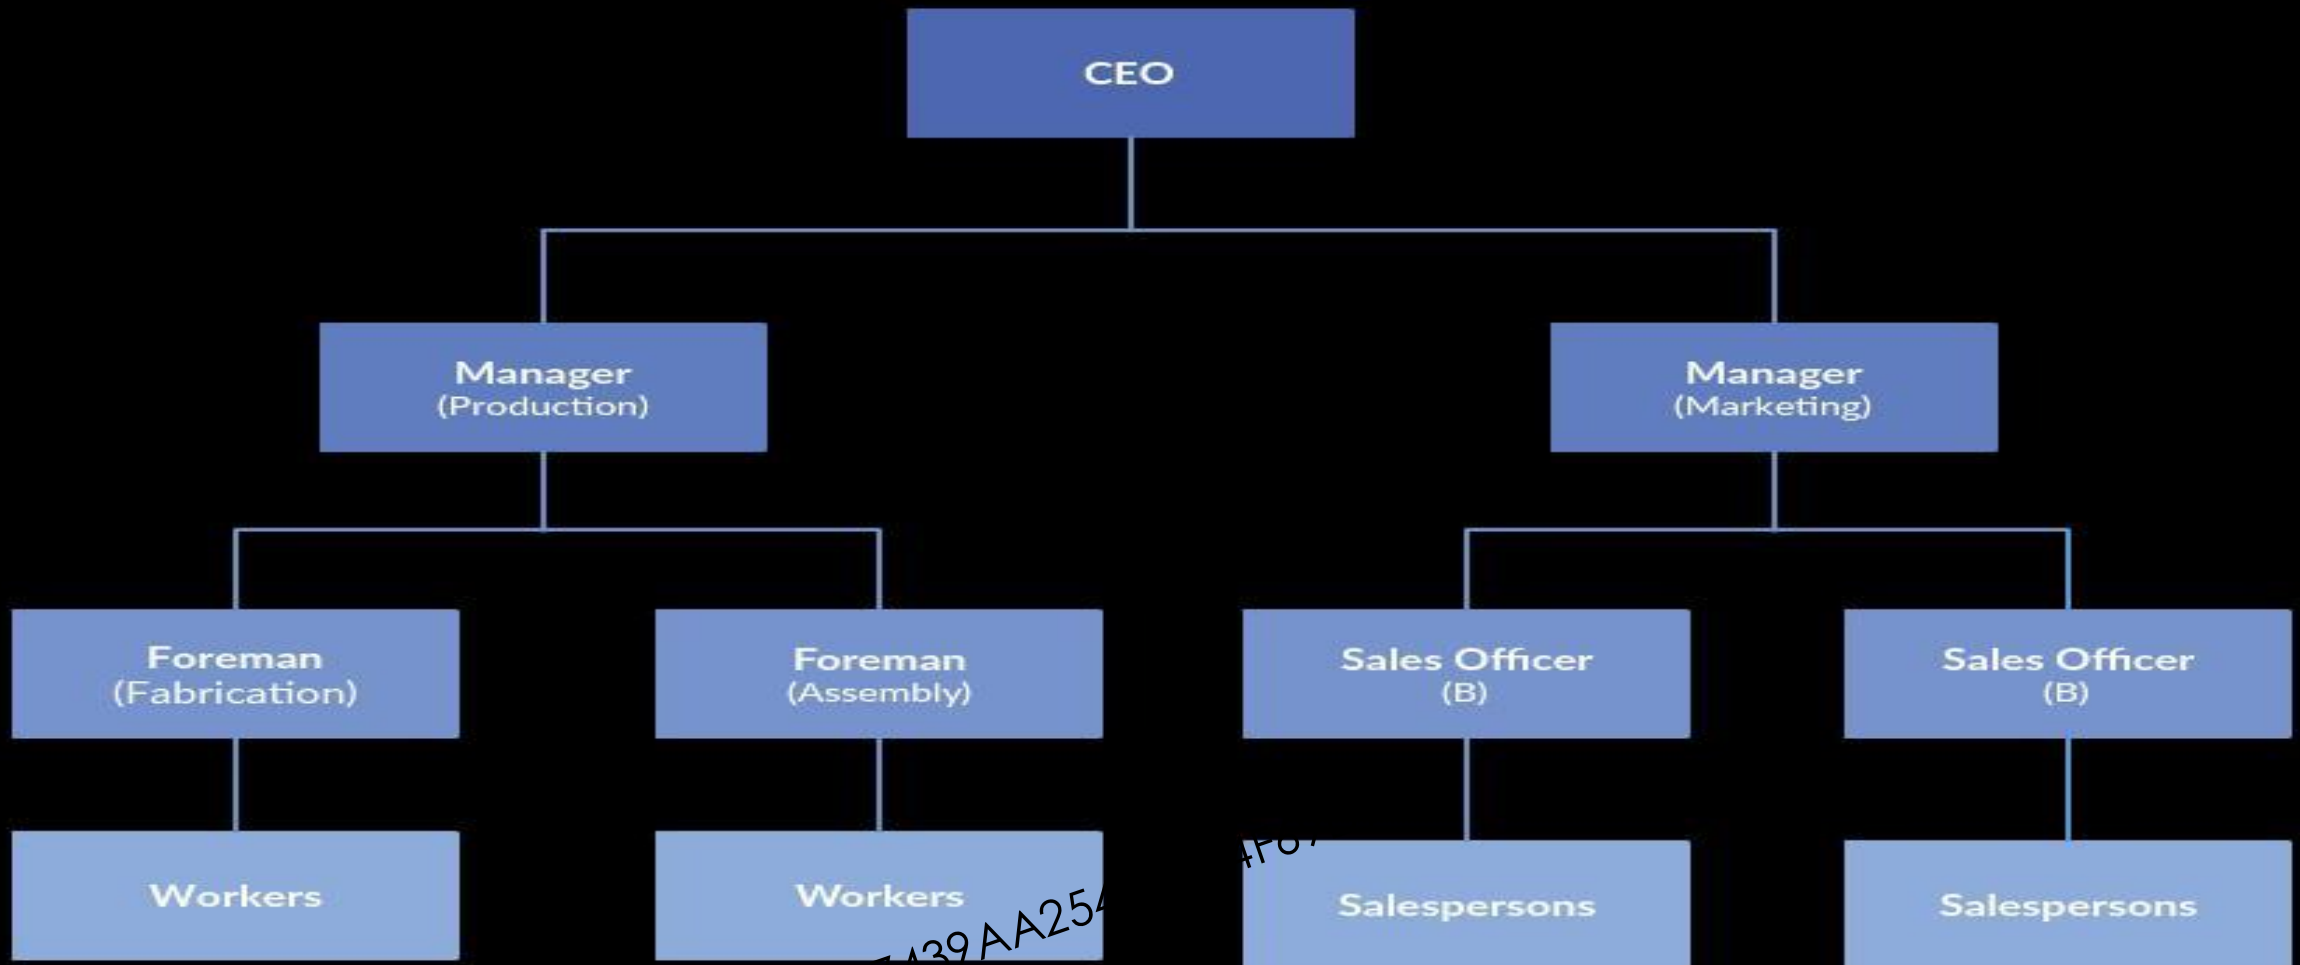 CEO
Manager
(Production)
Manager
(Marketing)
Foreman
(Fabrication)
Foreman
(Assembly)
Sales Officer
(B)
Sales Officer
(B)
Workers
Workers
Salespersons
Salespersons